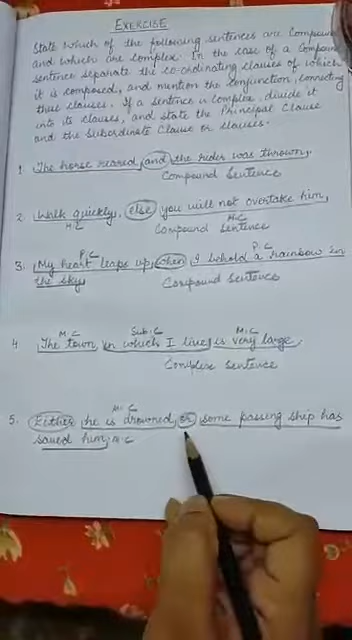 EXERCISE
State which of the following sentences are Compound
and which are complex. In the case of a Compound
sentence separate the co-ordinating clauses of which
it is composed, and mention the conjunction, connecting
thus clauses. If a sentence is complex, divide it
into its clauses, and state the Principal Clause
and the Subordinate Clause or clauses.
1. The horse reared and the rider was thrown,
Compound Sentence
2. Walk quickly, else you will not overtake him,
M.C M.C
Compound Sentence
P.C P.C
3. My heart leaps up, when I behold a rainbow in
the sky,
Compound Sentence
M.C Sub.C M.C
4. The town, in which I live, is very large.
Complex Sentence
M.C
5. Either he is drowned, or some passing ship has
saved him, M.C